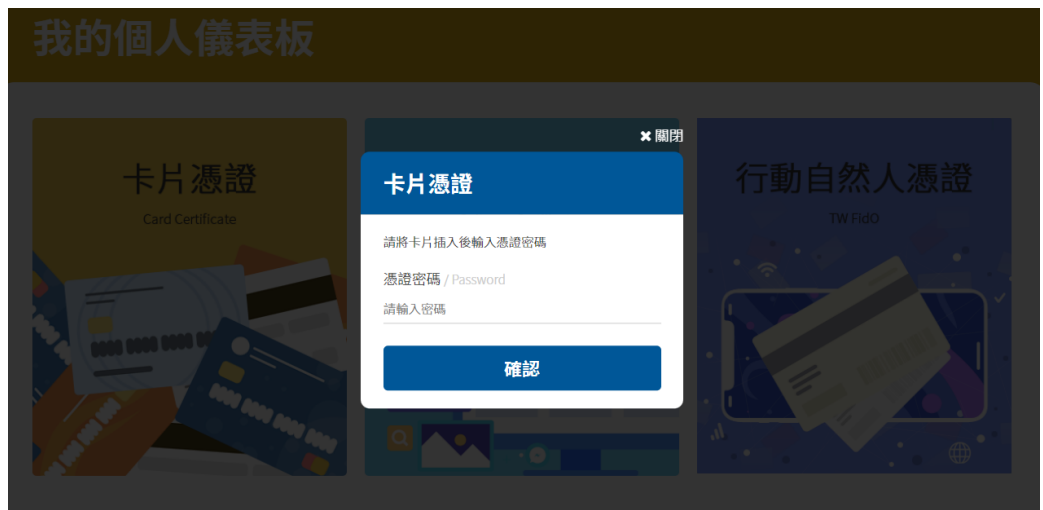 我的個人儀表板
✖ 關閉
卡片憑證
Card Certificate
卡片憑證
請將卡片插入後輸入憑證密碼
憑證密碼 / Password
請輸入密碼
確認
行動自然人憑證
TW FidO